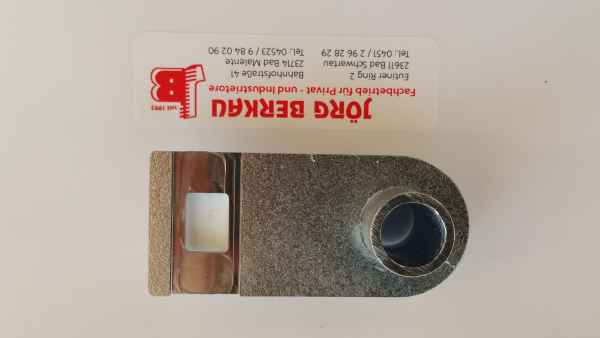 JÖRG BERKAU
Fachbetrieb für Privat - und Industrietore
Eutiner Ring 2
23611 Bad Schwartau
Tel.: 0451 / 2 96 28 29
Bahnhofstraße 41
23714 Bad Malente
Tel.: 04523 / 9 84 02 90
B
seit 1993